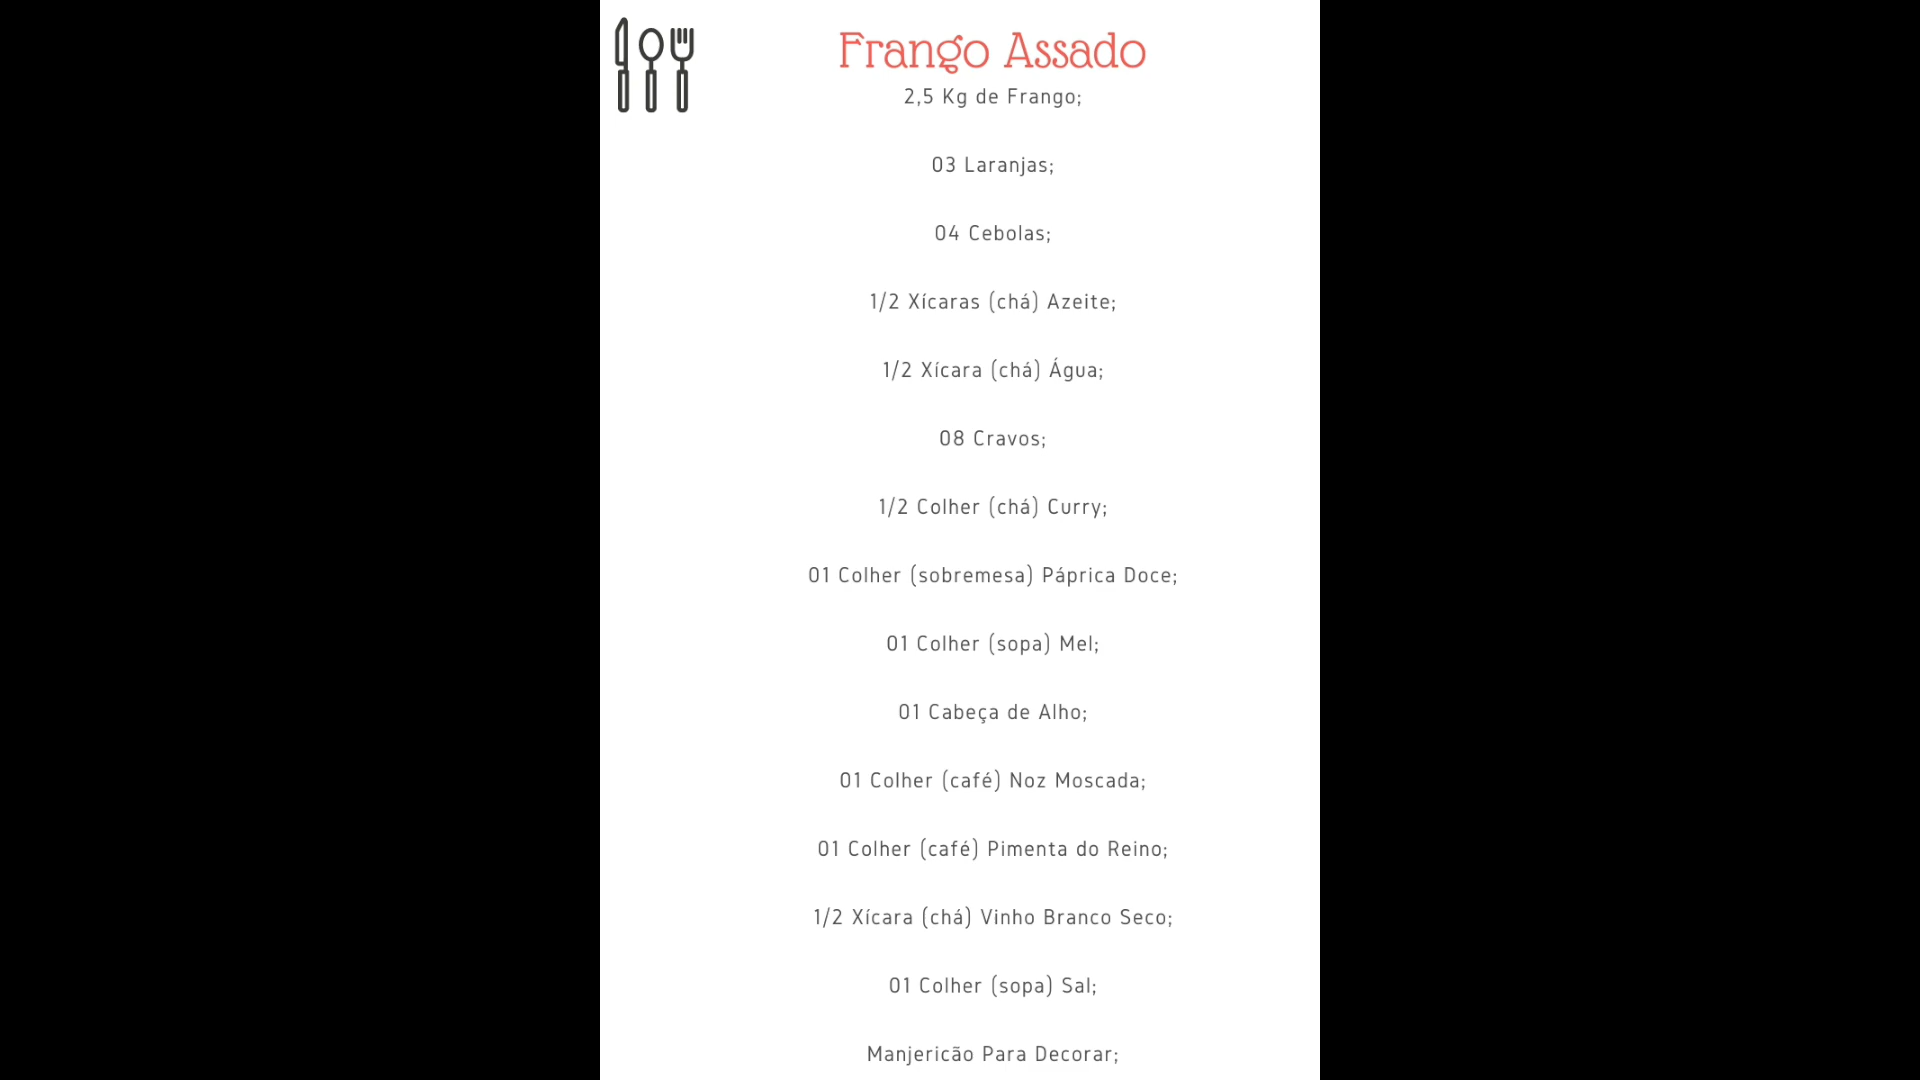 Frango Assado
2,5 Kg de Frango;
03 Laranjas;
04 Cebolas;
1/2 Xícaras (chá) Azeite;
1/2 Xícara (chá) Água;
08 Cravos;
1/2 Colher (chá) Curry;
01 Colher (sobremesa) Páprica Doce;
01 Colher (sopa) Mel;
01 Cabeça de Alho;
01 Colher (café) Noz Moscada;
01 Colher (café) Pimenta do Reino;
1/2 Xícara (chá) Vinho Branco Seco;
01 Colher (sopa) Sal;
Manjericão Para Decorar;